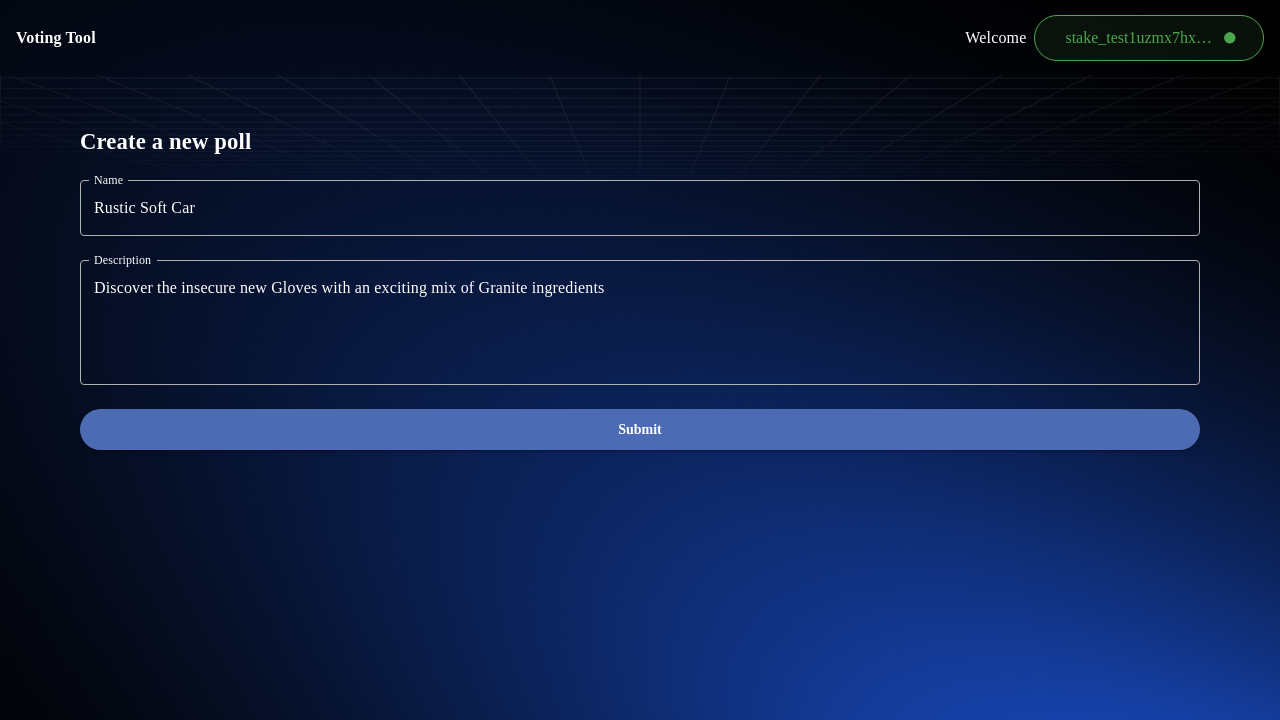 Voting Tool
Welcome
stake_test1uzmx7hx…
Create a new poll
Name
Rustic Soft Car
Description
Discover the insecure new Gloves with an exciting mix of Granite ingredients
Submit